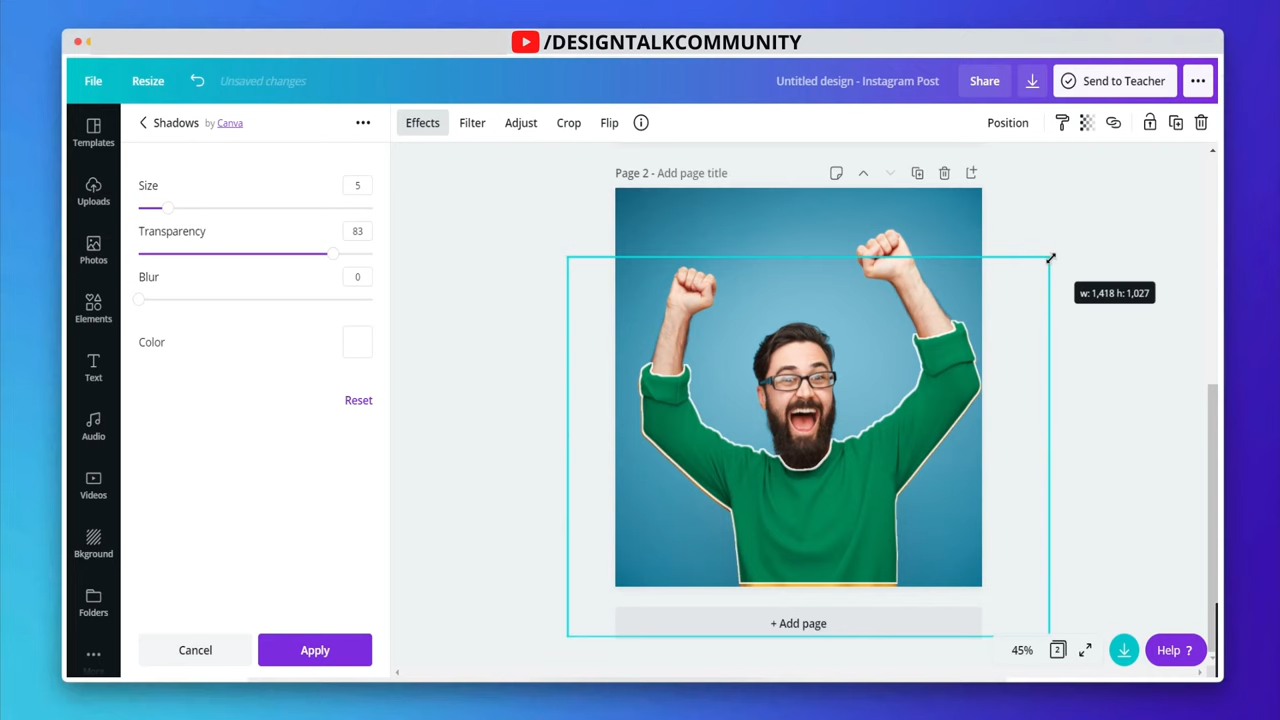 /DESIGNTALKCOMMUNITY
File Resize Unsaved changes Untitled design - Instagram Post Share Send to Teacher
Templates
Uploads
Photos
Elements
Text
Audio
Videos
Bkground
Folders
More
Shadows by Canva
Size 5
Transparency 83
Blur 0
Color
Reset
Cancel Apply
Effects Filter Adjust Crop Flip Position
Page 2 - Add page title
w: 1,418 h: 1,027
+ Add page
45% 2 Help ?